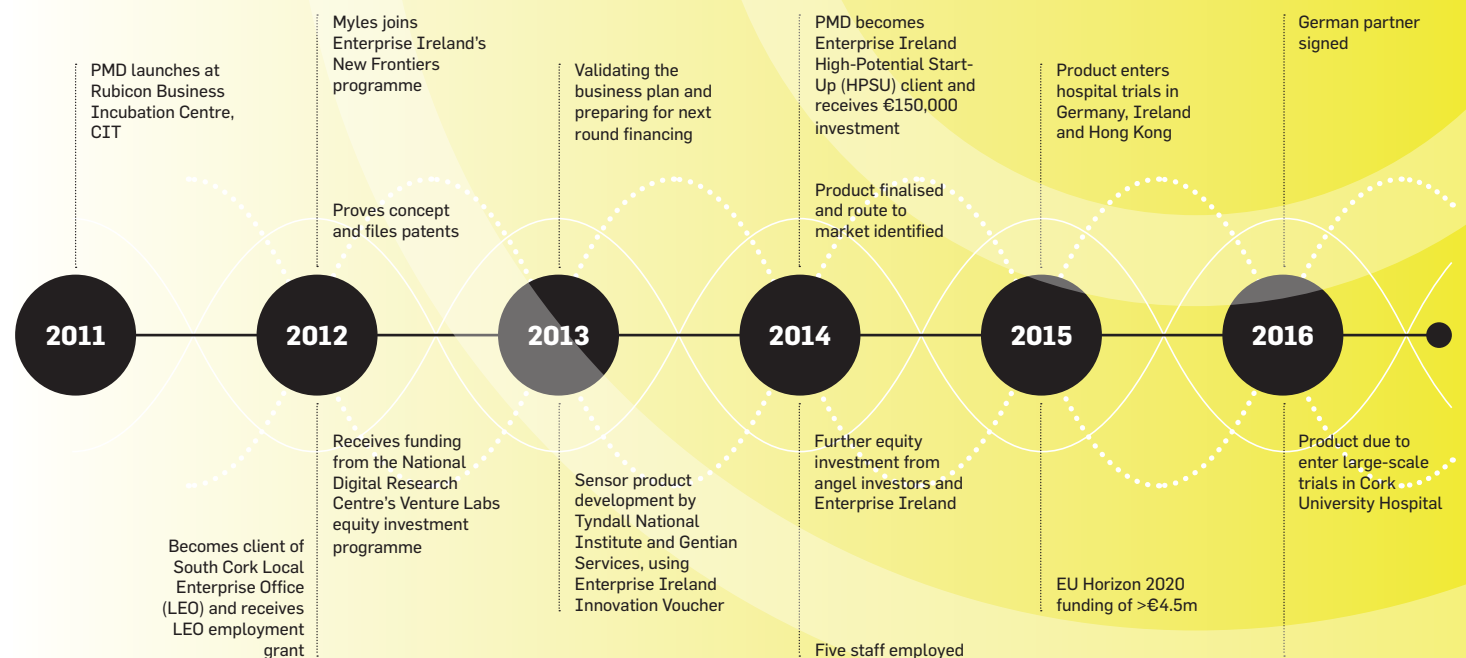 PMD launches at
Rubicon Business
Incubation Centre,
CIT
Myles joins
Enterprise Ireland's
New Frontiers
programme
Proves concept
and files patents
Validating the
business plan and
preparing for next
round financing
PMD becomes
Enterprise Ireland
High-Potential Start-
Up (HPSU) client and
receives €150,000
investment
Product finalised
and route to
market identified
Product enters
hospital trials in
Germany, Ireland
and Hong Kong
German partner
signed
2011
2012
2013
2014
2015
2016
Becomes client of
South Cork Local
Enterprise Office
(LEO) and receives
LEO employment
grant
Receives funding
from the National
Digital Research
Centre's Venture Labs
equity investment
programme
Sensor product
development by
Tyndall National
Institute and Gentian
Services, using
Enterprise Ireland
Innovation Voucher
Further equity
investment from
angel investors and
Enterprise Ireland
Five staff employed
EU Horizon 2020
funding of >€4.5m
Product due to
enter large-scale
trials in Cork
University Hospital